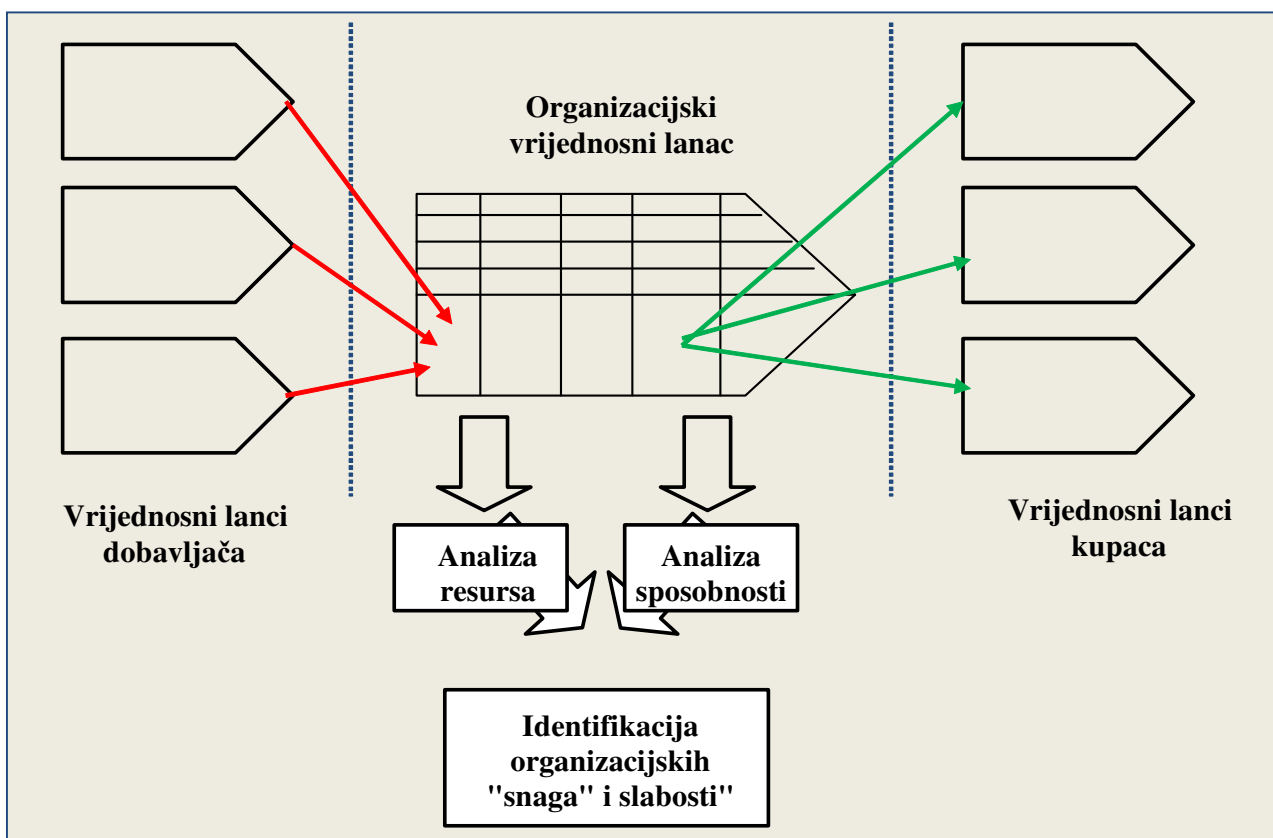 Organizacijski
vrijednosni lanac
Vrijednosni lanci
dobavljača
Vrijednosni lanci
kupaca
Analiza
resursa
Analiza
sposobnosti
Identifikacija
organizacijskih
"snaga" i slabosti"